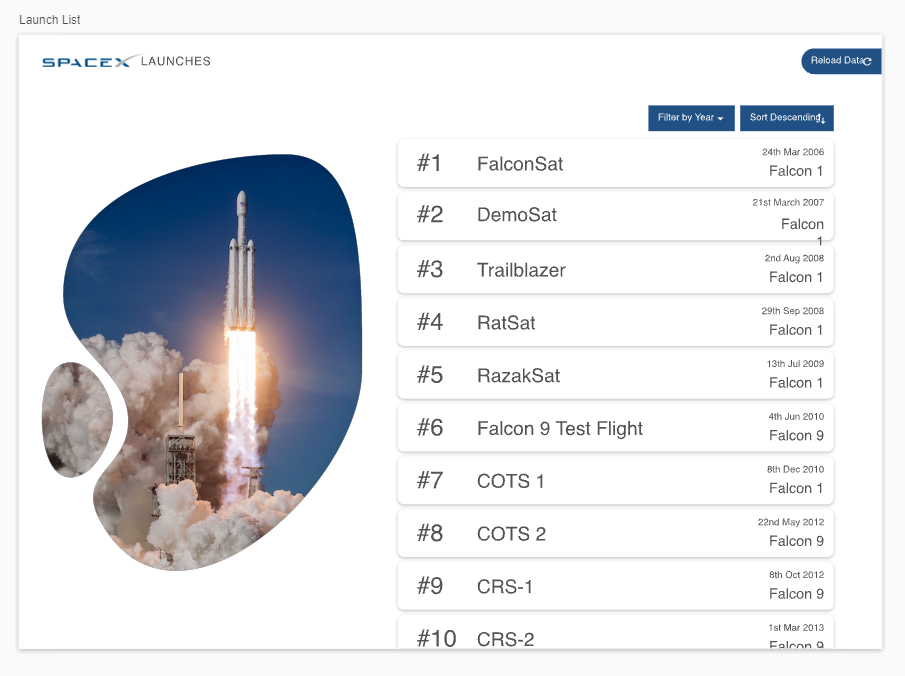 Launch List
SPACEX LAUNCHES
Reload Data
Filter by Year
Sort Descending
#1 FalconSat 24th Mar 2006
Falcon 1
#2 DemoSat 21st March 2007
Falcon
1
#3 Trailblazer 2nd Aug 2008
Falcon 1
#4 RatSat 29th Sep 2008
Falcon 1
#5 RazakSat 13th Jul 2009
Falcon 1
#6 Falcon 9 Test Flight 4th Jun 2010
Falcon 9
#7 COTS 1 8th Dec 2010
Falcon 1
#8 COTS 2 22nd May 2012
Falcon 9
#9 CRS-1 8th Oct 2012
Falcon 9
#10 CRS-2 1st Mar 2013
Falcon 9